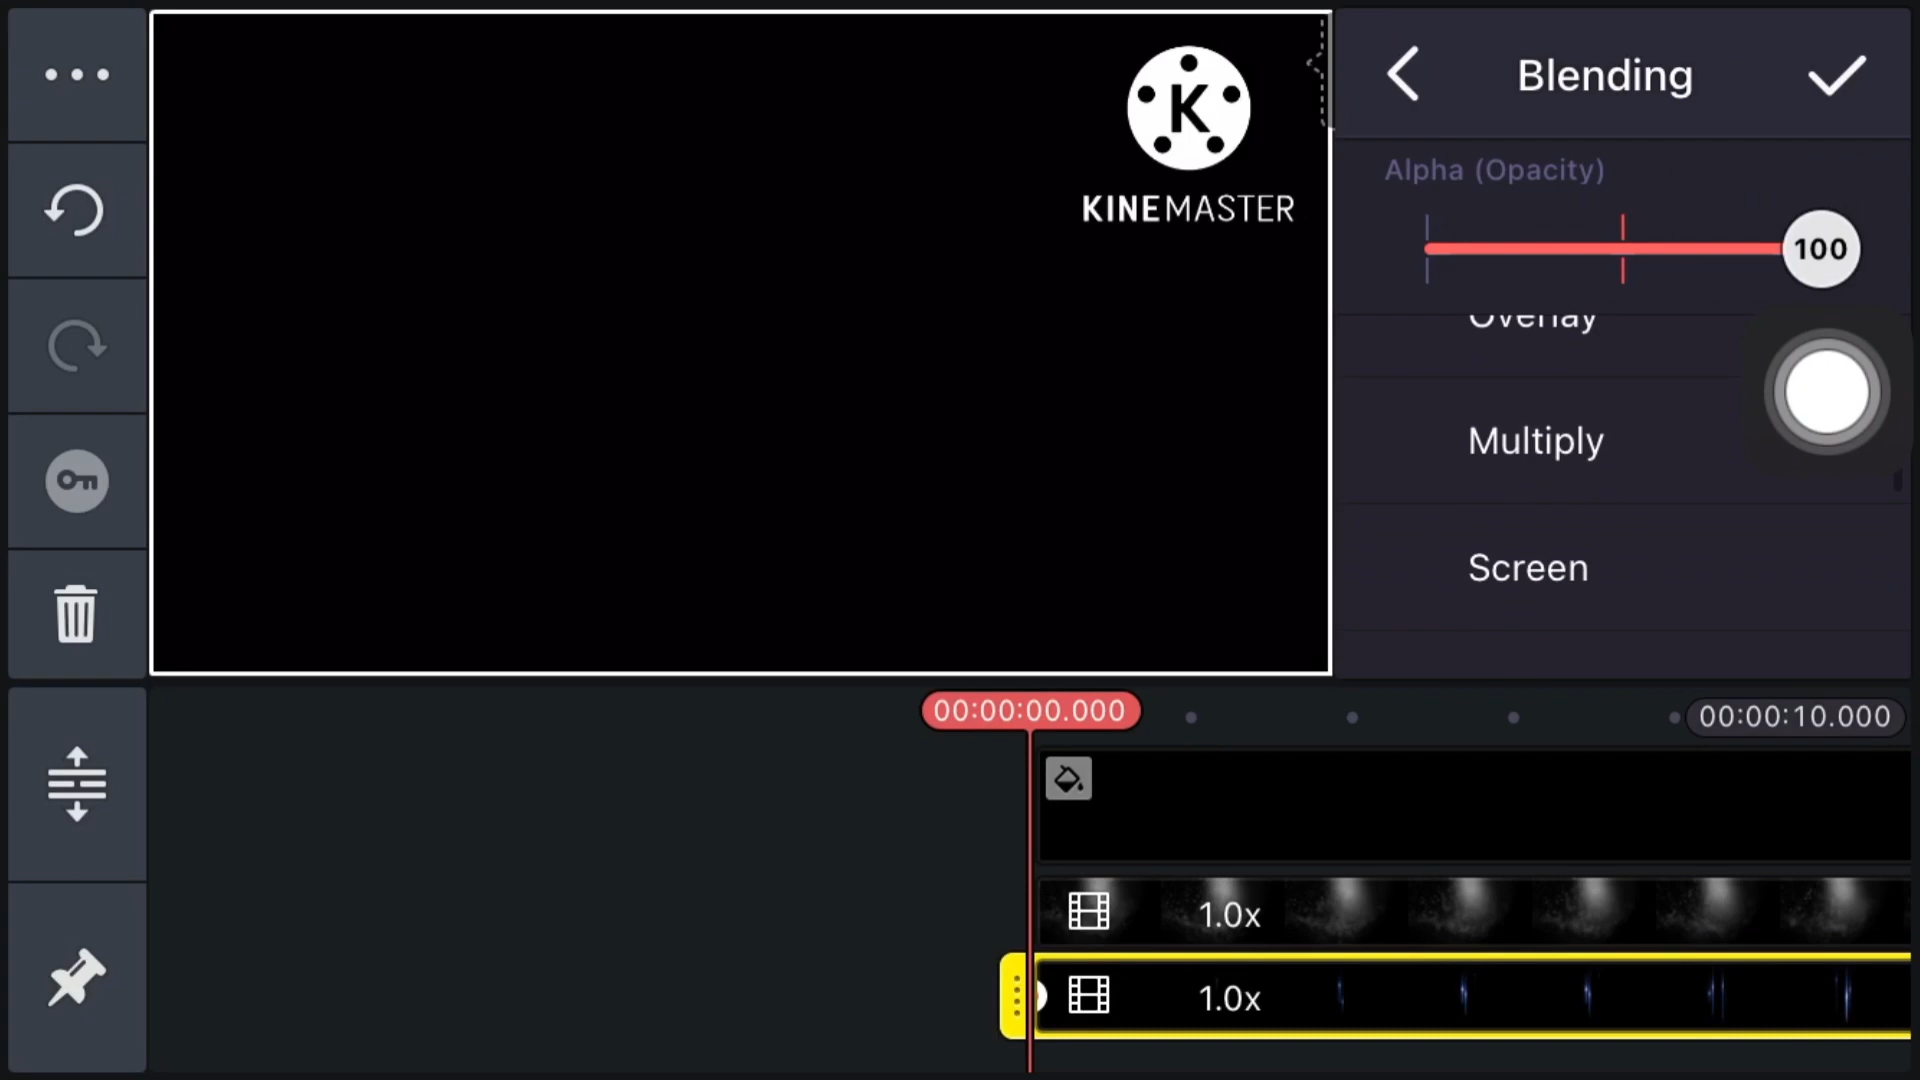 K
KINEMASTER
Blending
Alpha (Opacity)
100
Overlay
Multiply
Screen
00:00:00.000
00:00:10.000
1.0x
1.0x